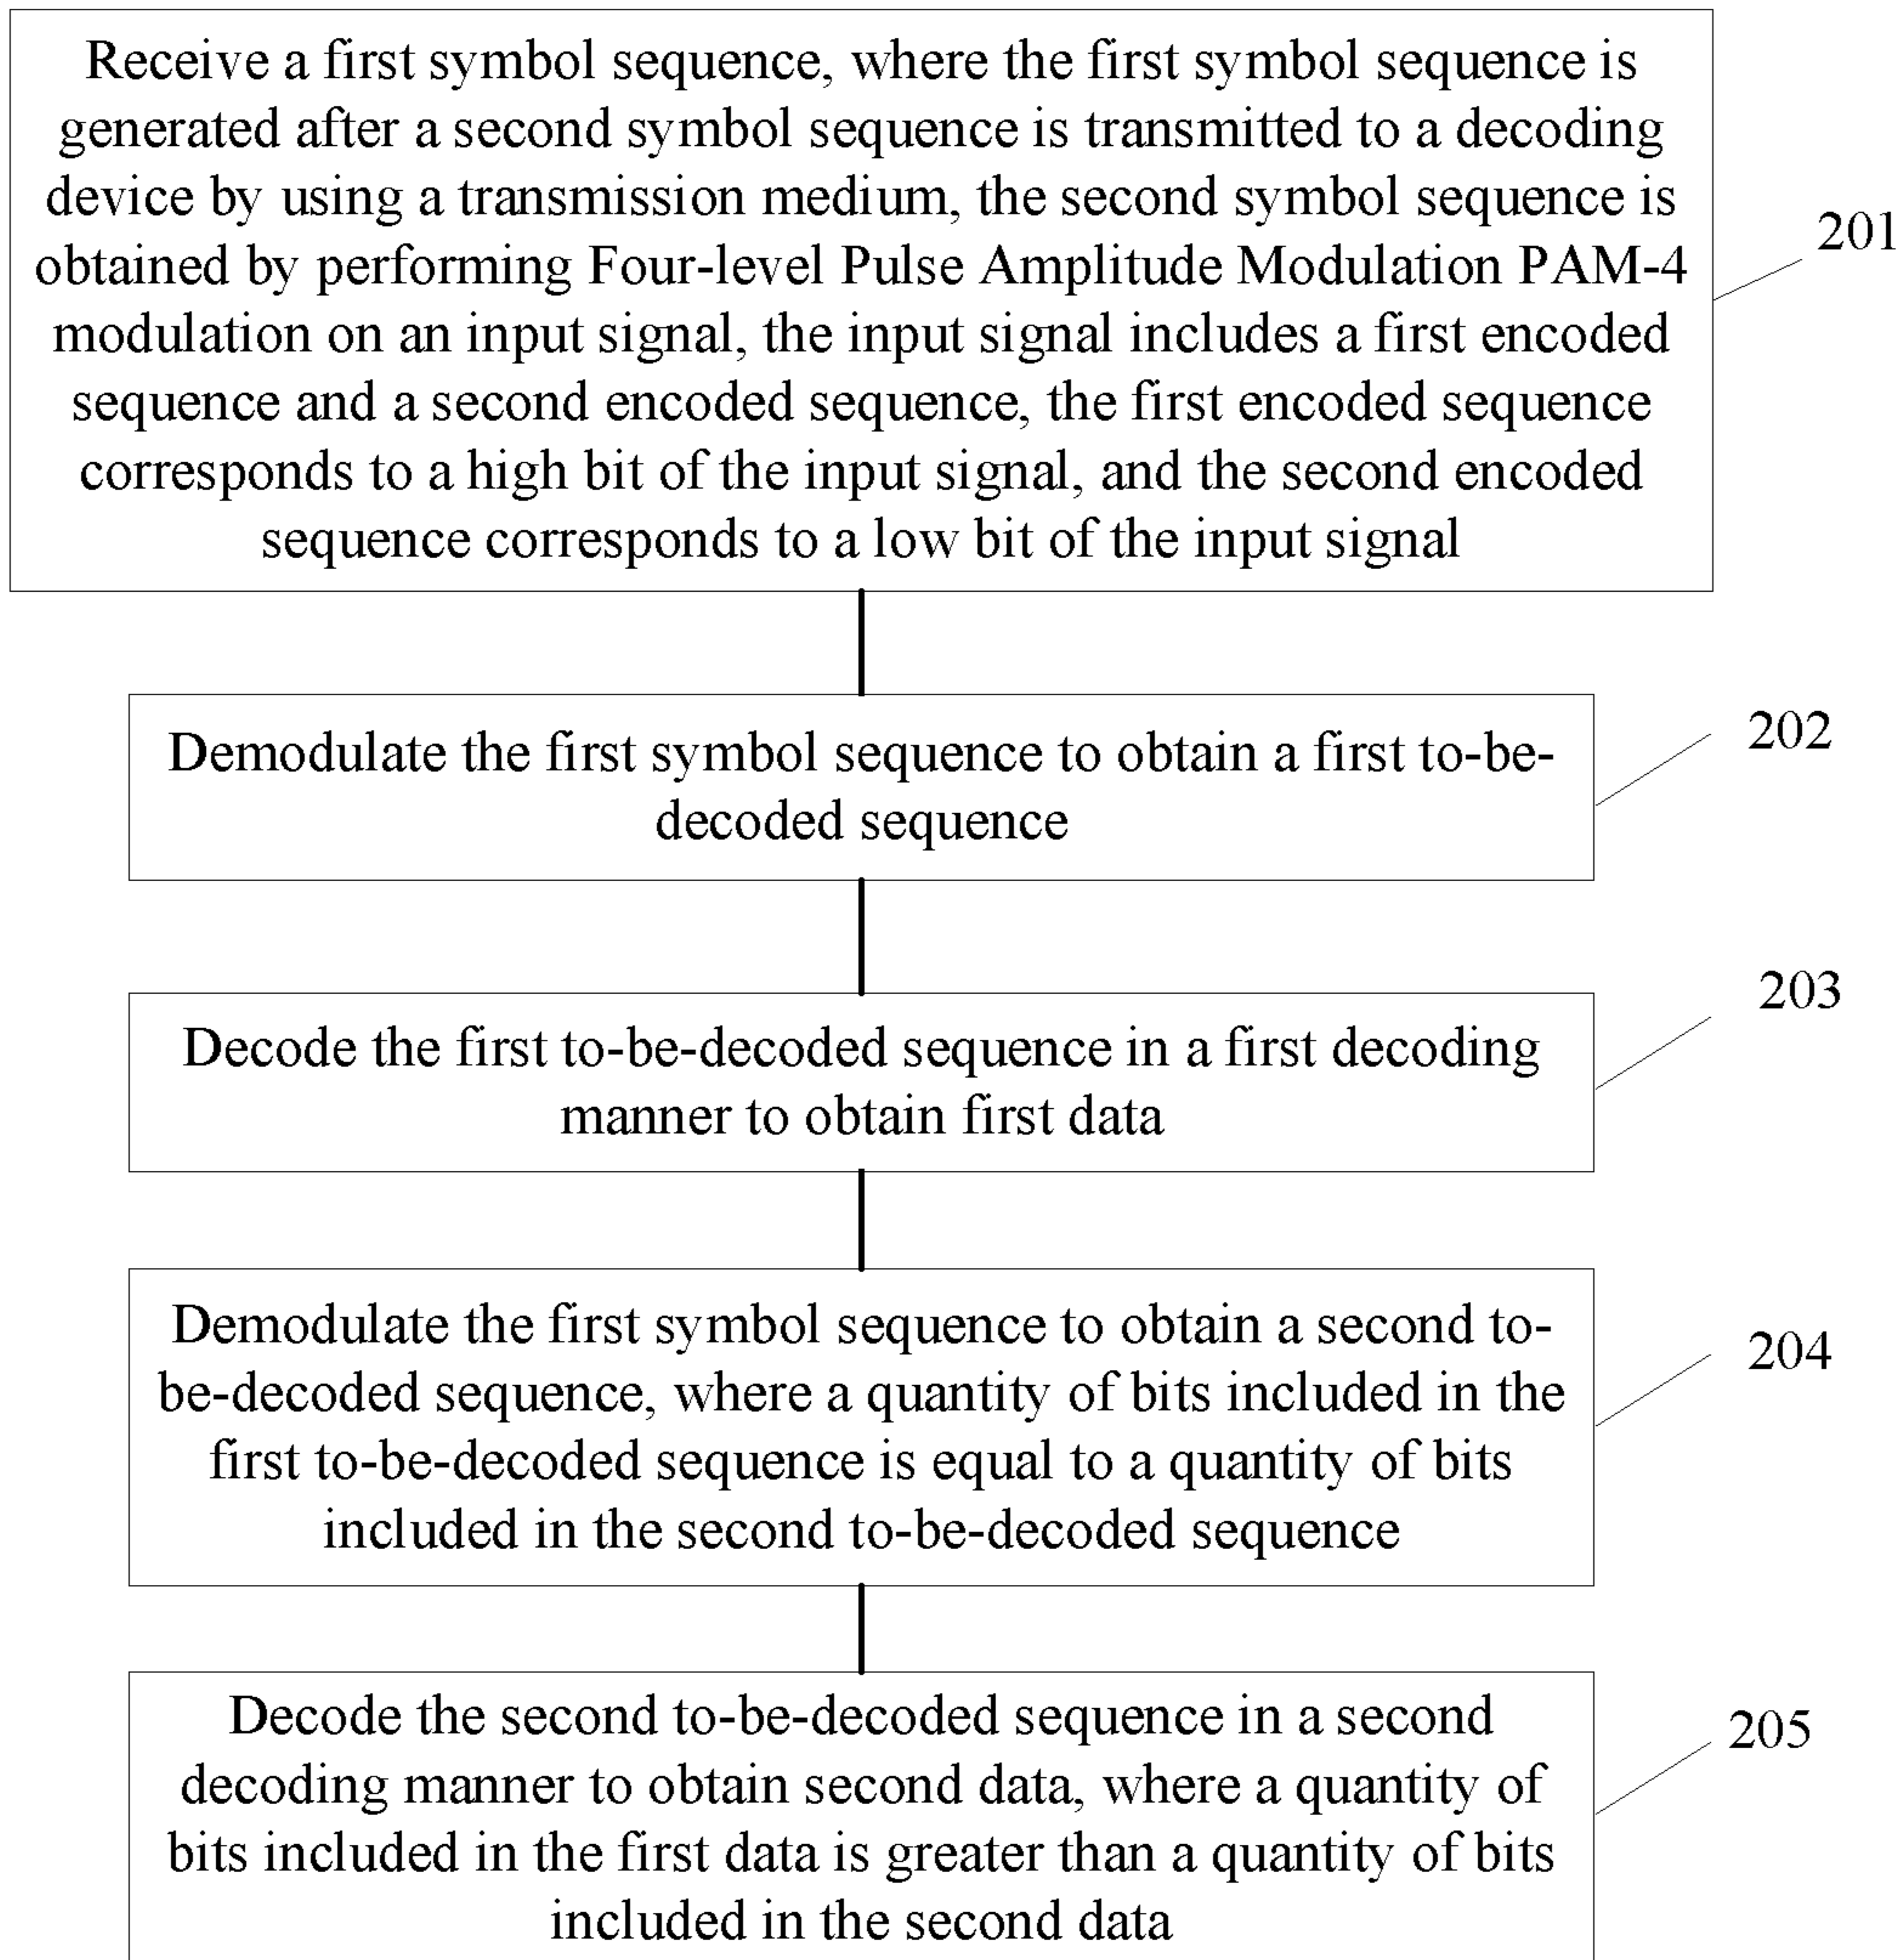 Receive a first symbol sequence, where the first symbol sequence is
generated after a second symbol sequence is transmitted to a decoding
device by using a transmission medium, the second symbol sequence is
obtained by performing Four-level Pulse Amplitude Modulation PAM-4
modulation on an input signal, the input signal includes a first encoded
sequence and a second encoded sequence, the first encoded sequence
corresponds to a high bit of the input signal, and the second encoded
sequence corresponds to a low bit of the input signal
201
Demodulate the first symbol sequence to obtain a first to-be-
decoded sequence
202
Decode the first to-be-decoded sequence in a first decoding
manner to obtain first data
203
Demodulate the first symbol sequence to obtain a second to-
be-decoded sequence, where a quantity of bits included in the
first to-be-decoded sequence is equal to a quantity of bits
included in the second to-be-decoded sequence
204
Decode the second to-be-decoded sequence in a second
decoding manner to obtain second data, where a quantity of
bits included in the first data is greater than a quantity of bits
included in the second data
205